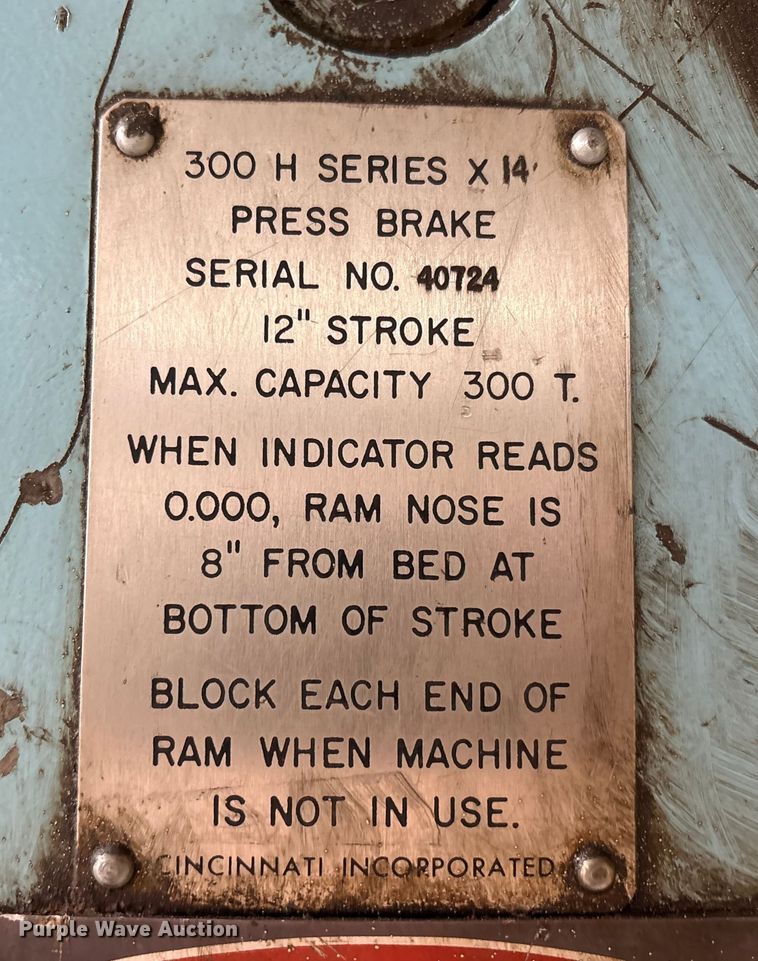 300 H SERIES X 14'
PRESS BRAKE
SERIAL NO. 40724
12" STROKE
MAX. CAPACITY 300 T.
WHEN INDICATOR READS
0.000, RAM NOSE IS
8" FROM BED AT
BOTTOM OF STROKE
BLOCK EACH END OF
RAM WHEN MACHINE
IS NOT IN USE.
CINCINNATI INCORPORATED
Purple Wave Auction